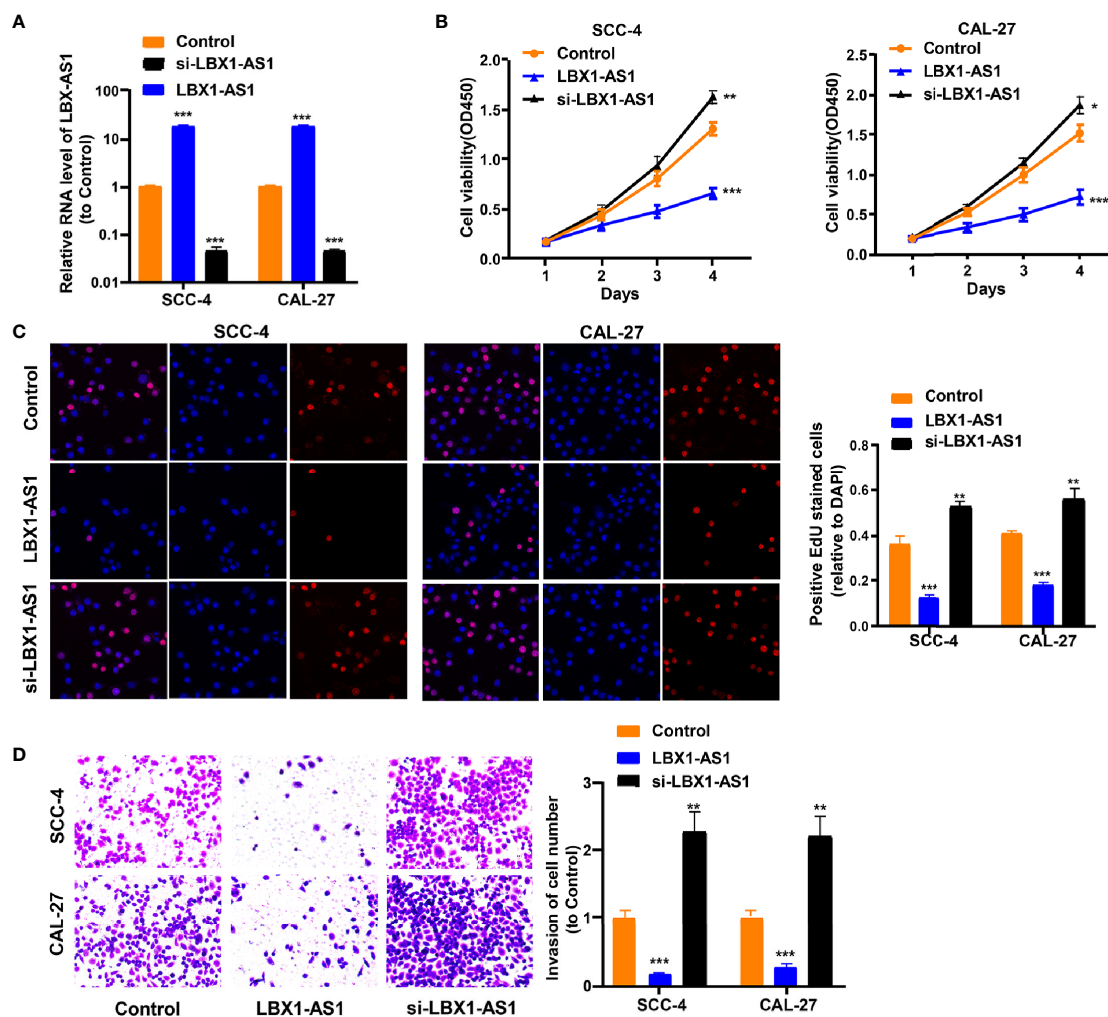 A
Control
si-LBX1-AS1
LBX1-AS1
Relative RNA level of LBX-AS1
(to Control)
100
10
1
0.1
0.01
***
***
***
***
SCC-4
CAL-27
B
SCC-4
Control
LBX1-AS1
si-LBX1-AS1
Cell viability(OD450)
2.0
1.5
1.0
0.5
0.0
**
***
1
2
3
4
Days
CAL-27
Control
LBX1-AS1
si-LBX1-AS1
Cell viability(OD450)
2.5
2.0
1.5
1.0
0.5
0.0
*
***
1
2
3
4
Days
C
SCC-4
CAL-27
Control
LBX1-AS1
si-LBX1-AS1
Control
LBX1-AS1
si-LBX1-AS1
Positive EdU stained cells
(relative to DAPI)
0.8
0.6
0.4
0.2
0.0
***
**
***
**
SCC-4
CAL-27
D
SCC-4
CAL-27
Control
LBX1-AS1
si-LBX1-AS1
Control
LBX1-AS1
si-LBX1-AS1
Invasion of cell number
(to Control)
3
2
1
0
***
**
***
**
SCC-4
CAL-27